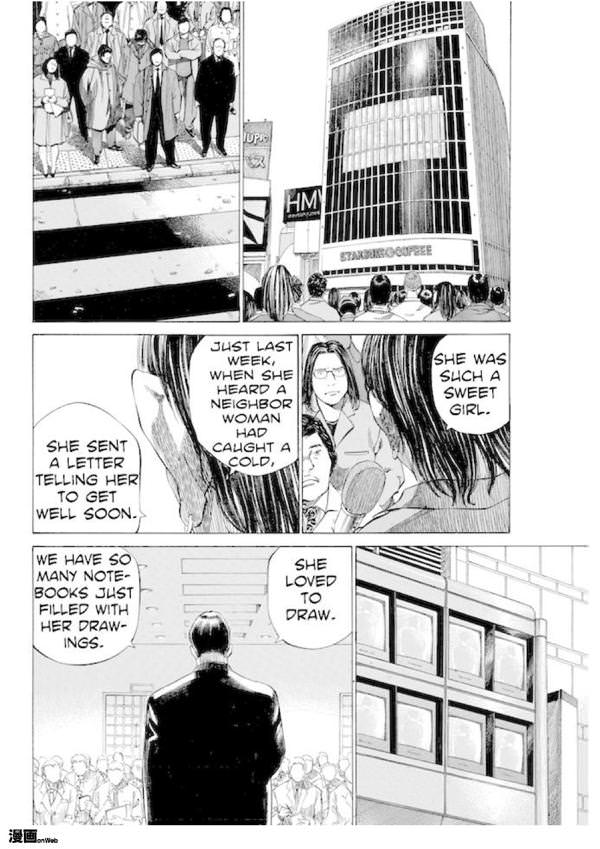 HMV
STARBUCKS COFFEE
SHE WAS
SUCH A
SWEET
GIRL.
JUST LAST
WEEK,
WHEN SHE
HEARD A
NEIGHBOR
WOMAN
HAD
CAUGHT A
COLD,
SHE SENT
A LETTER
TELLING HER
TO GET
WELL SOON.
SHE
LOVED
TO
DRAW.
WE HAVE SO
MANY NOTE-
BOOKS JUST
FILLED WITH
HER DRAW-
INGS.
漫画onWeb